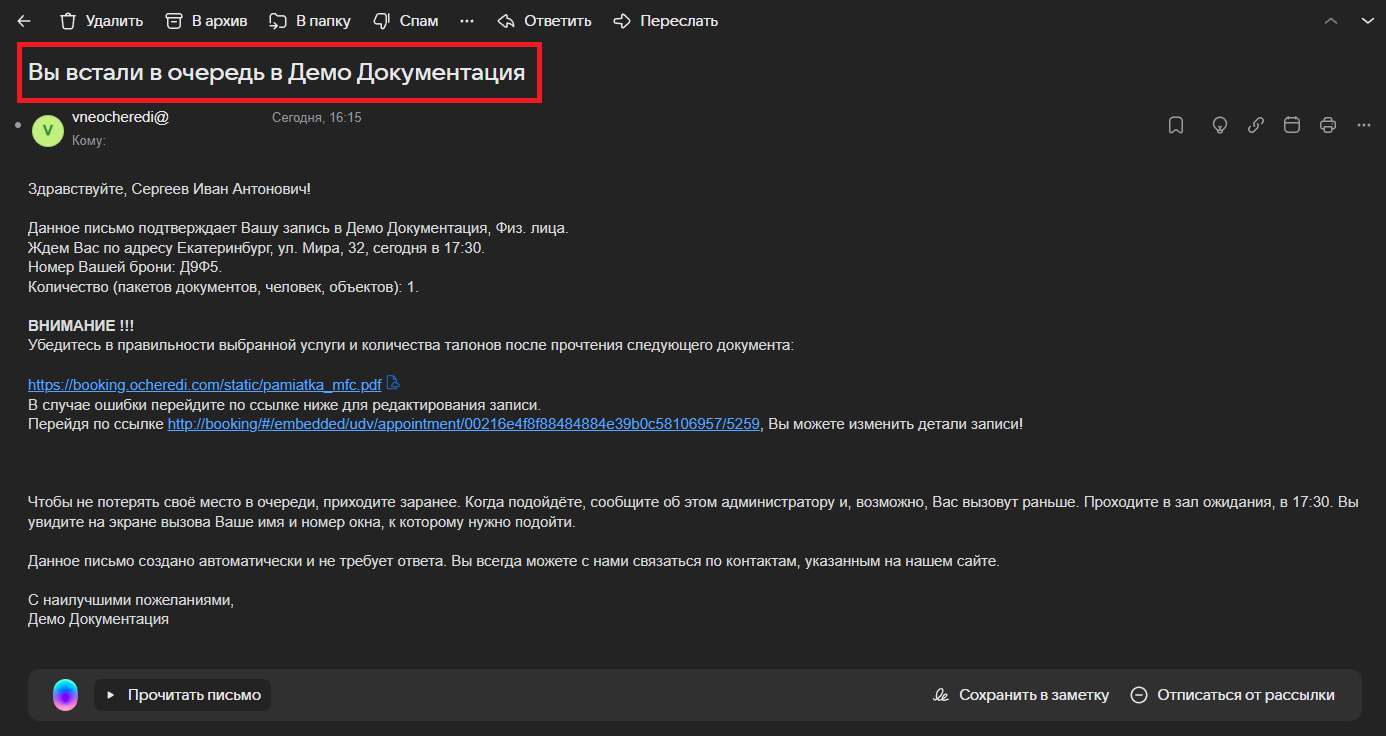 Удалить В архив В папку Спам Ответить Переслать
Вы встали в очередь в Демо Документация
V
vneocheredi@ Сегодня, 16:15
Кому:
Здравствуйте, Сергеев Иван Антонович!
Данное письмо подтверждает Вашу запись в Демо Документация, Физ. лица.
Ждем Вас по адресу Екатеринбург, ул. Мира, 32, сегодня в 17:30.
Номер Вашей брони: Д9Ф5.
Количество (пакетов документов, человек, объектов): 1.
ВНИМАНИЕ !!!
Убедитесь в правильности выбранной услуги и количества талонов после прочтения следующего документа:
https://booking.ocheredi.com/static/pamiatka_mfc.pdf
В случае ошибки перейдите по ссылке ниже для редактирования записи.
Перейдя по ссылке http://booking/#/embedded/udv/appointment/00216e4f8f88484884e39b0c58106957/5259, Вы можете изменить детали записи!
Чтобы не потерять своё место в очереди, приходите заранее. Когда подойдёте, сообщите об этом администратору и, возможно, Вас вызовут раньше. Проходите в зал ожидания, в 17:30. Вы
увидите на экране вызова Ваше имя и номер окна, к которому нужно подойти.
Данное письмо создано автоматически и не требует ответа. Вы всегда можете с нами связаться по контактам, указанным на нашем сайте.
С наилучшими пожеланиями,
Демо Документация
Прочитать письмо Сохранить в заметку Отписаться от рассылки